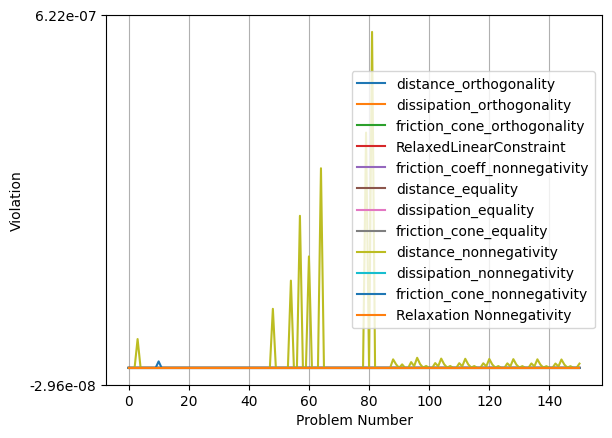 6.22e-07
Violation
distance_orthogonality
dissipation_orthogonality
friction_cone_orthogonality
RelaxedLinearConstraint
friction_coeff_nonnegativity
distance_equality
dissipation_equality
friction_cone_equality
distance_nonnegativity
dissipation_nonnegativity
friction_cone_nonnegativity
Relaxation Nonnegativity
-2.96e-08
0 20 40 60 80 100 120 140
Problem Number